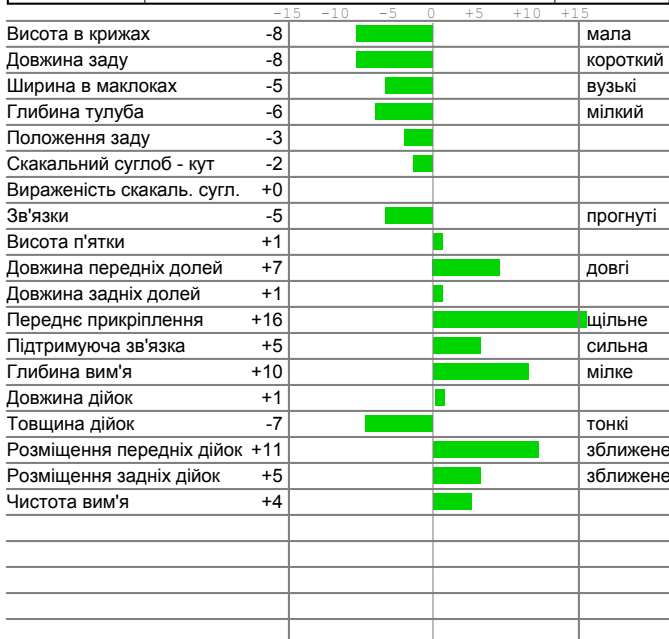 -15 -10 -5 0 +5 +10 +15
Висота в крижах -8 мала
Довжина заду -8 короткий
Ширина в маклоках -5 вузькі
Глибина тулуба -6 мілкий
Положення заду -3
Скакальний суглоб - кут -2
Вираженість скакаль. сугл. +0
Зв'язки -5 прогнуті
Висота п'ятки +1
Довжина передніх долей +7 довгі
Довжина задніх долей +1
Переднє прикріплення +16 щільне
Підтримуюча зв'язка +5 сильна
Глибина вим'я +10 мілке
Довжина дійок +1
Товщина дійок -7 тонкі
Розміщення передніх дійок +11 зближене
Розміщення задніх дійок +5 зближене
Чистота вим'я +4